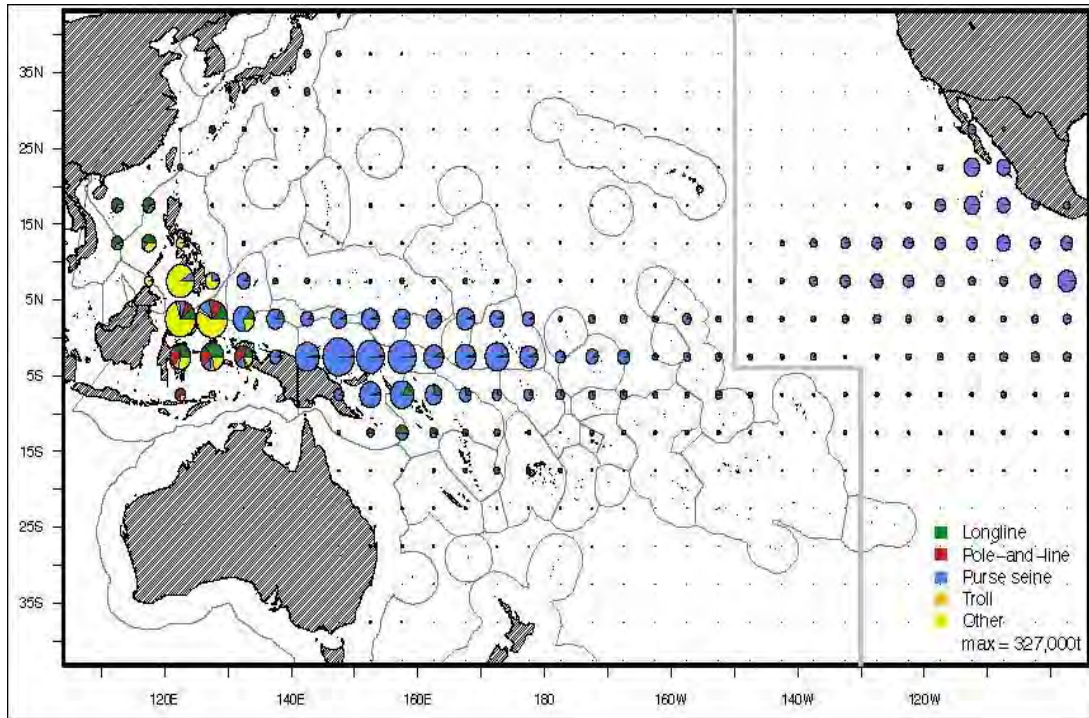 35N
25N
15N
5N
5S
15S
25S
35S
Longline
Pole-and-line
Purse seine
Troll
Other
max = 327,000t
120E 140E 160E 180 160W 140W 120W